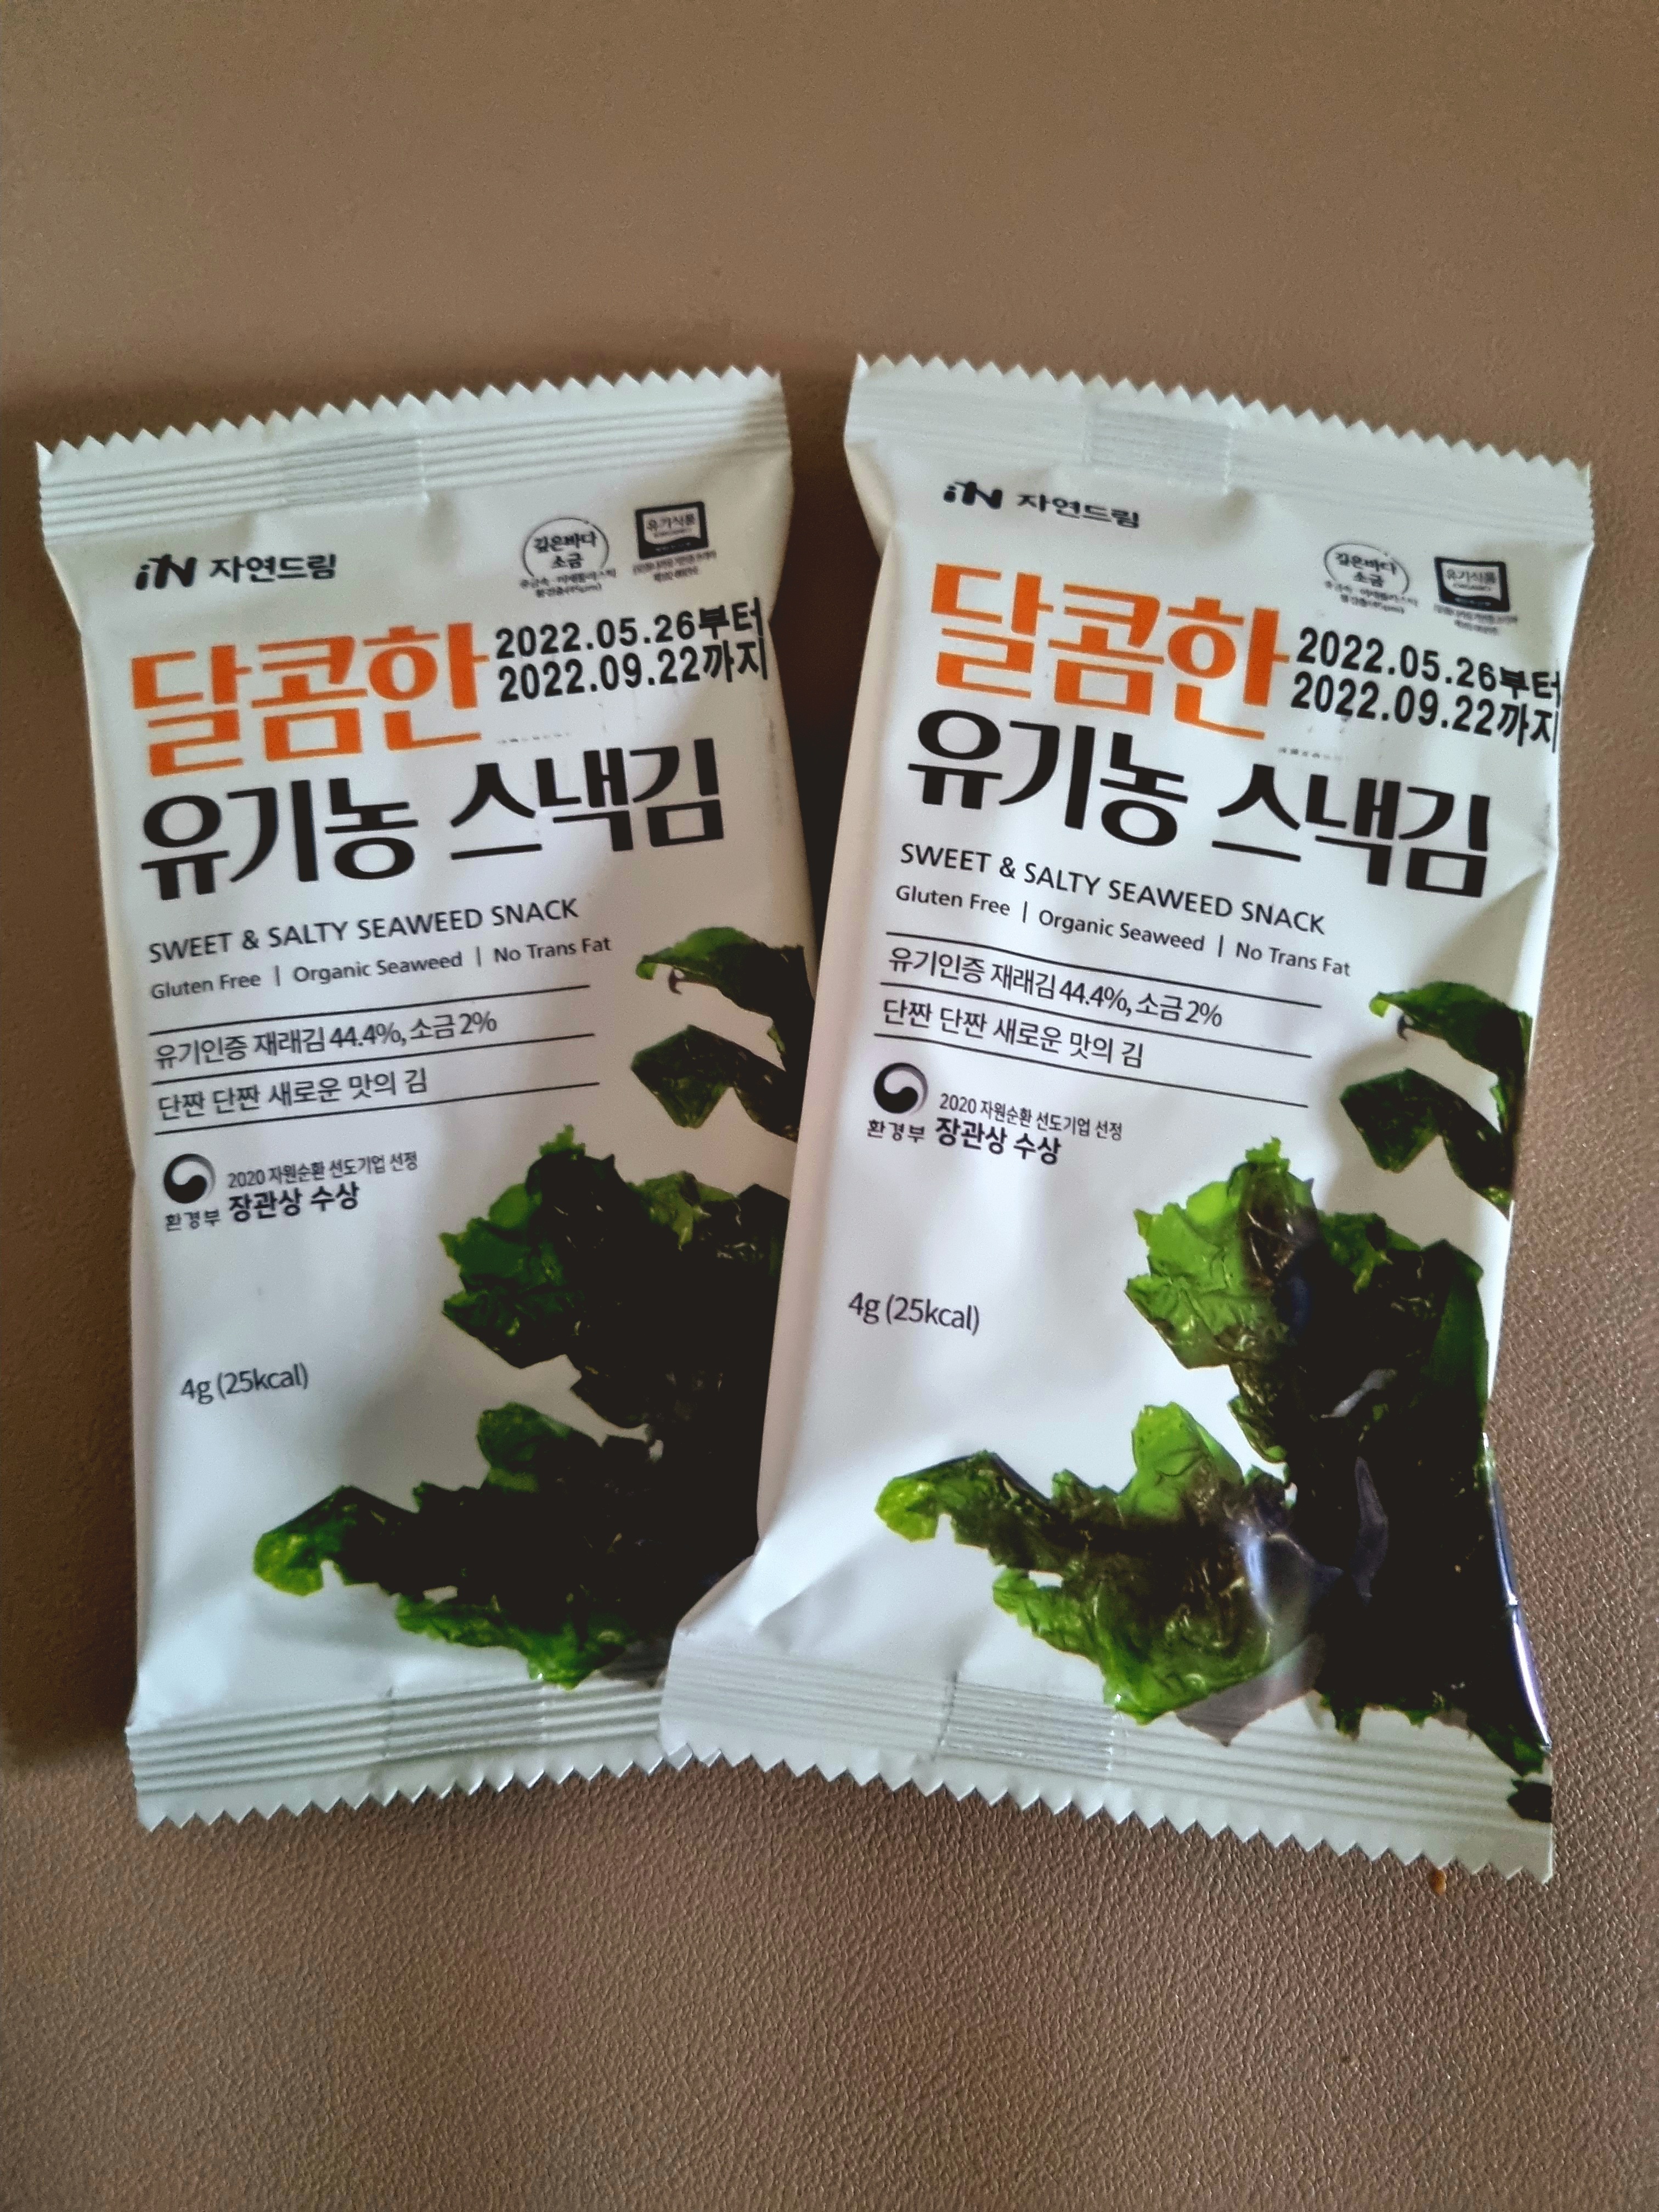 iN 자연드림
깊은바다
소금
유기식품
ORGANIC
달콤한
2022.05.26부터
2022.09.22까지
유기농 스낵김
SWEET & SALTY SEAWEED SNACK
Gluten Free | Organic Seaweed | No Trans Fat
유기인증 재래김 44.4%, 소금 2%
단짠 단짠 새로운 맛의 김
환경부
2020 자원순환 선도기업 선정
장관상 수상
4g (25kcal)
iN 자연드림
깊은바다
소금
유기식품
ORGANIC
달콤한
2022.05.26부터
2022.09.22까지
유기농 스낵김
SWEET & SALTY SEAWEED SNACK
Gluten Free | Organic Seaweed | No Trans Fat
유기인증 재래김 44.4%, 소금 2%
단짠 단짠 새로운 맛의 김
환경부
2020 자원순환 선도기업 선정
장관상 수상
4g (25kcal)